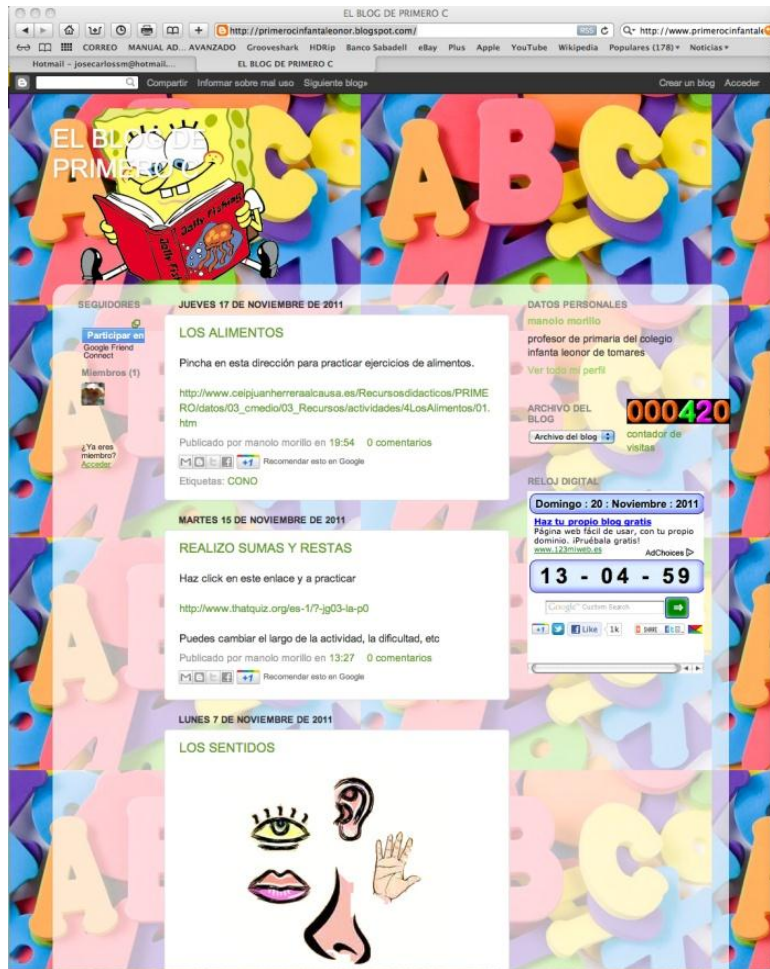 EL BLOG DE PRIMERO C
http://primerocinfantaleonor.blogspot.com/
RSS
http://www.primerocinfantale
CORREO MANUAL AD... AVANZADO Grooveshark HDRip Banco Sabadell eBay Plus Apple YouTube Wikipedia Populares (178) Noticias
Hotmail – josecarlossm@hotmail....
EL BLOG DE PRIMERO C
Compartir Informar sobre mal uso Siguiente blog» Crear un blog Acceder
EL BLOG DE
PRIMERO C
Jelly Fishing
SEGUIDORES
Participar en
Google Friend
Connect
Miembros (1)
¿Ya eres
miembro?
Acceder
JUEVES 17 DE NOVIEMBRE DE 2011
LOS ALIMENTOS
Pincha en esta dirección para practicar ejercicios de alimentos.
http://www.ceipjuanherreraalcausa.es/Recursosdidacticos/PRIME
RO/datos/03_cmedio/03_Recursos/actividades/4LosAlimentos/01.
htm
Publicado por manolo morillo en 19:54 0 comentarios
+1 Recomendar esto en Google
Etiquetas: CONO
MARTES 15 DE NOVIEMBRE DE 2011
REALIZO SUMAS Y RESTAS
Haz click en este enlace y a practicar
http://www.thatquiz.org/es-1/?-jg03-la-p0
Puedes cambiar el largo de la actividad, la dificultad, etc
Publicado por manolo morillo en 13:27 0 comentarios
+1 Recomendar esto en Google
LUNES 7 DE NOVIEMBRE DE 2011
LOS SENTIDOS
DATOS PERSONALES
manolo morillo
profesor de primaria del colegio
infanta leonor de tomares
Ver todo mi perfil
ARCHIVO DEL
BLOG
Archivo del blog
000420
contador de
visitas
RELOJ DIGITAL
Domingo : 20 : Noviembre : 2011
Haz tu propio blog gratis
Página web fácil de usar, con tu propio
dominio. ¡Pruébala gratis!
www.123miweb.es
AdChoices
13 - 04 - 59
Google™ Custom Search
+1 Like 1k SHARE